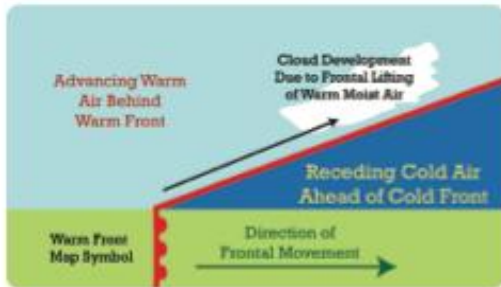 Cloud Development
Due to Frontal Lifting
of Warm Moist Air
Advancing Warm
Air Behind
Warm Front
Receding Cold Air
Ahead of Cold Front
Warm Front
Map Symbol
Direction of
Frontal Movement